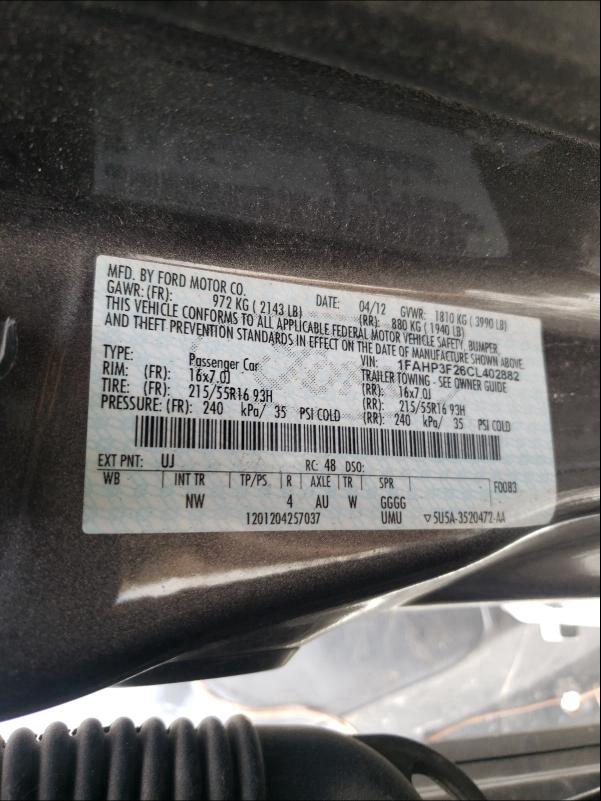 MFD. BY FORD MOTOR CO.
DATE: 04/12 GVWR: 1810 KG ( 3990 LB)
GAWR: (FR): 972 KG ( 2143 LB) (RR): 880 KG ( 1940 LB)
THIS VEHICLE CONFORMS TO ALL APPLICABLE FEDERAL MOTOR VEHICLE SAFETY, BUMPER
AND THEFT PREVENTION STANDARDS IN EFFECT ON THE DATE OF MANUFACTURE SHOWN ABOVE.
VIN: 1FAHP3F26CL402882
TYPE: Passenger Car TRAILER TOWING - SEE OWNER GUIDE
RIM: (FR): 16x7.0J (RR): 16x7.0J
TIRE: (FR): 215/55R16 93H (RR): 215/55R16 93H
PRESSURE: (FR): 240 kPa/ 35 PSI COLD (RR): 240 kPa/ 35 PSI COLD
EXT PNT: UJ RC: 48 DSO: F0083
WB INT TR TP/PS R AXLE TR SPR
NW 4 AU W GGGG
1201204257037 UMU ▽5U5A-3520472-AA